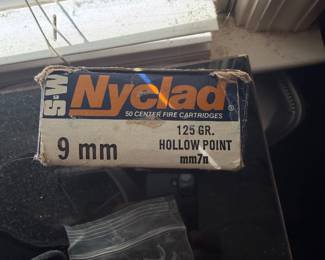 S&W
Nyclad®
50 CENTER FIRE CARTRIDGES
9 mm
125 GR.
HOLLOW POINT
mm7n